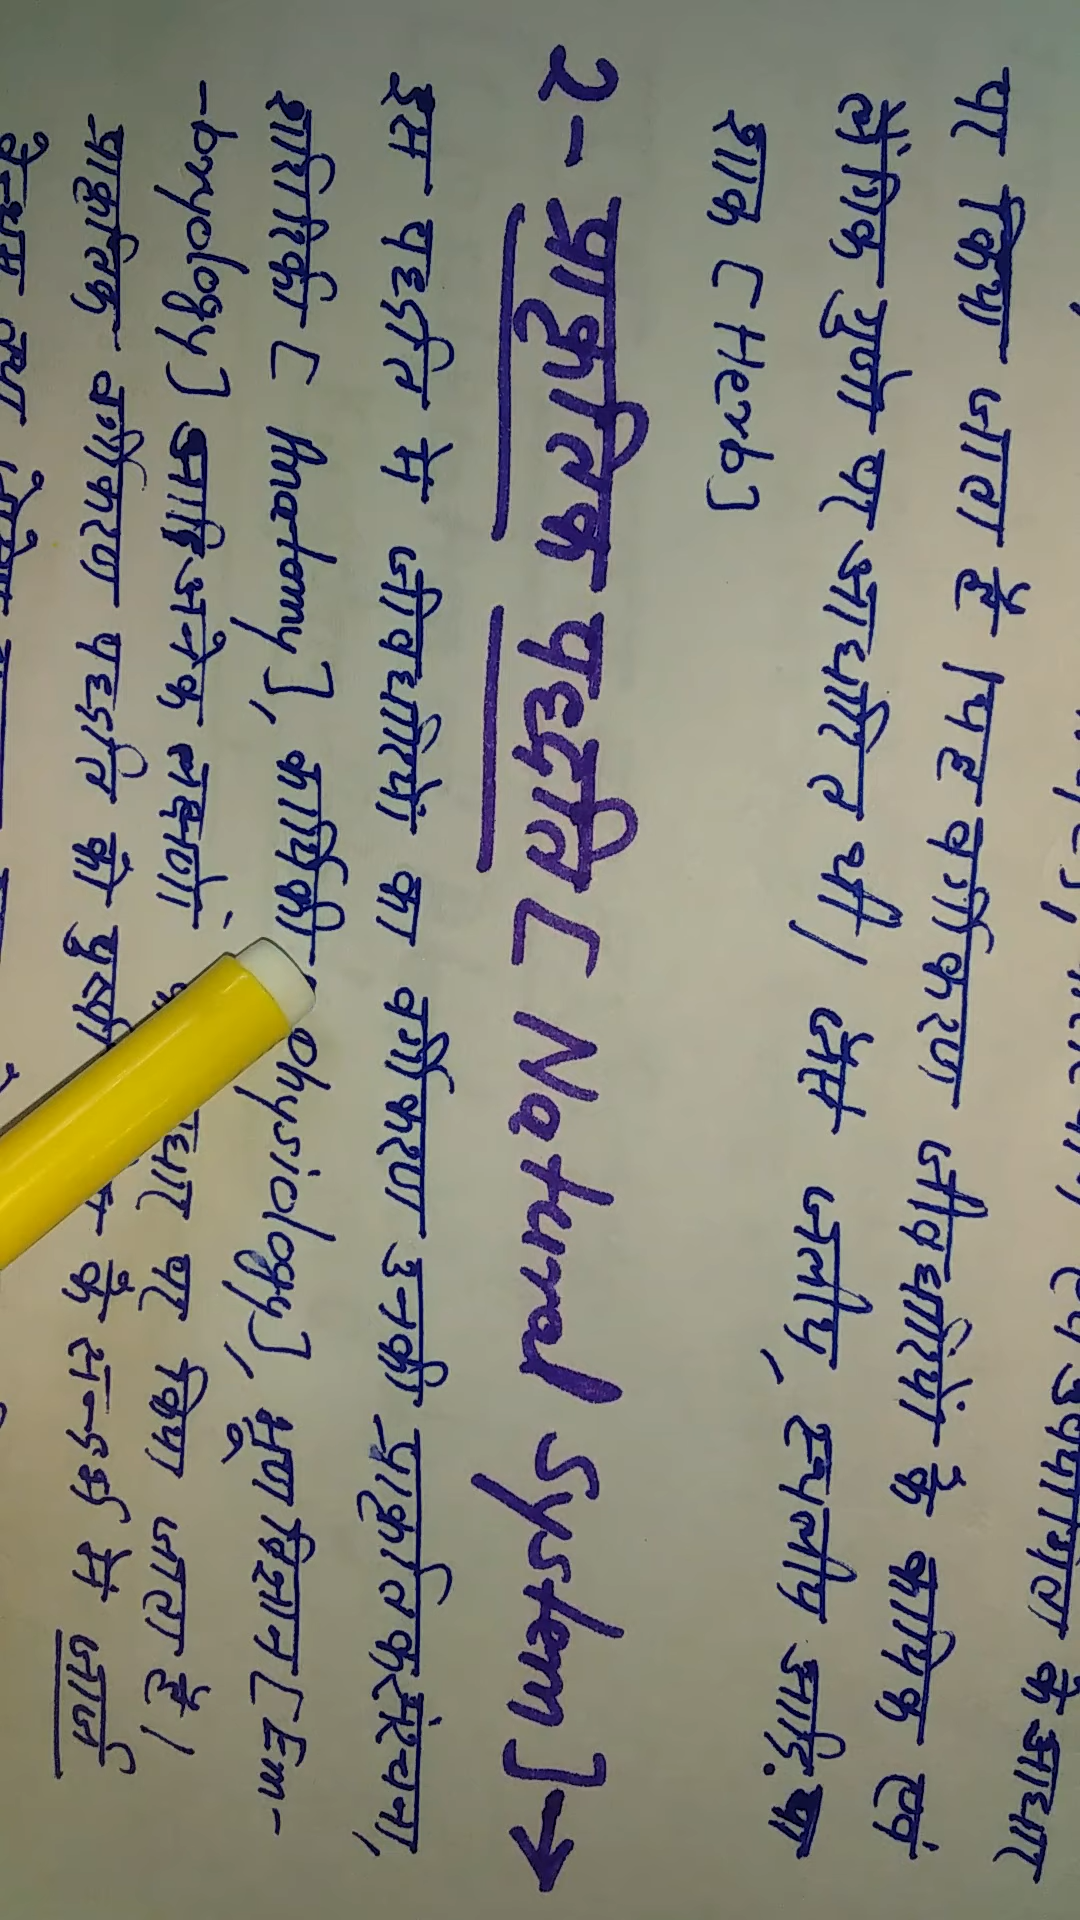 के आधार
पर किया जाता है। यह वर्गीकरण जीवधारियों के कायिक एवं
लैंगिक गुणों पर आधारित थी। जैसे जलीय, स्थलीय आदि, या
शाक [Herb]
2- प्राकृतिक पद्धति [Natural System]→
इस पद्धति में जीवधारियों का वर्गीकरण उनकी प्राकृतिक संरचना,
शारीरिकी [Anatomy], कार्यिकी [Physiology], भ्रूण विज्ञान [Em-
-bryology] आदि अनेक लक्षणों पर किया जाता है।
प्राकृतिक वर्गीकरण पद्धति को के सन्दर्भ में जार्ज
बेन्थम तथा